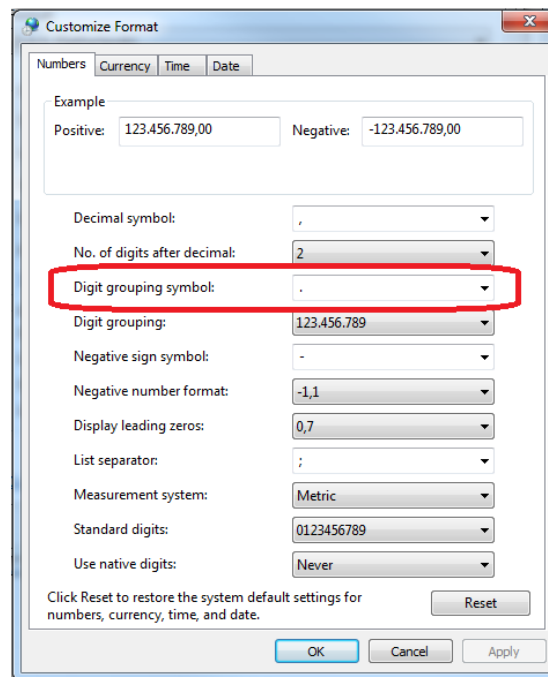 Customize Format
Numbers Currency Time Date
Example
Positive: 123.456.789,00 Negative: -123.456.789,00
Decimal symbol: ,
No. of digits after decimal: 2
Digit grouping symbol: .
Digit grouping: 123.456.789
Negative sign symbol: -
Negative number format: -1,1
Display leading zeros: 0,7
List separator: ;
Measurement system: Metric
Standard digits: 0123456789
Use native digits: Never
Click Reset to restore the system default settings for
numbers, currency, time, and date.
Reset
OK Cancel Apply